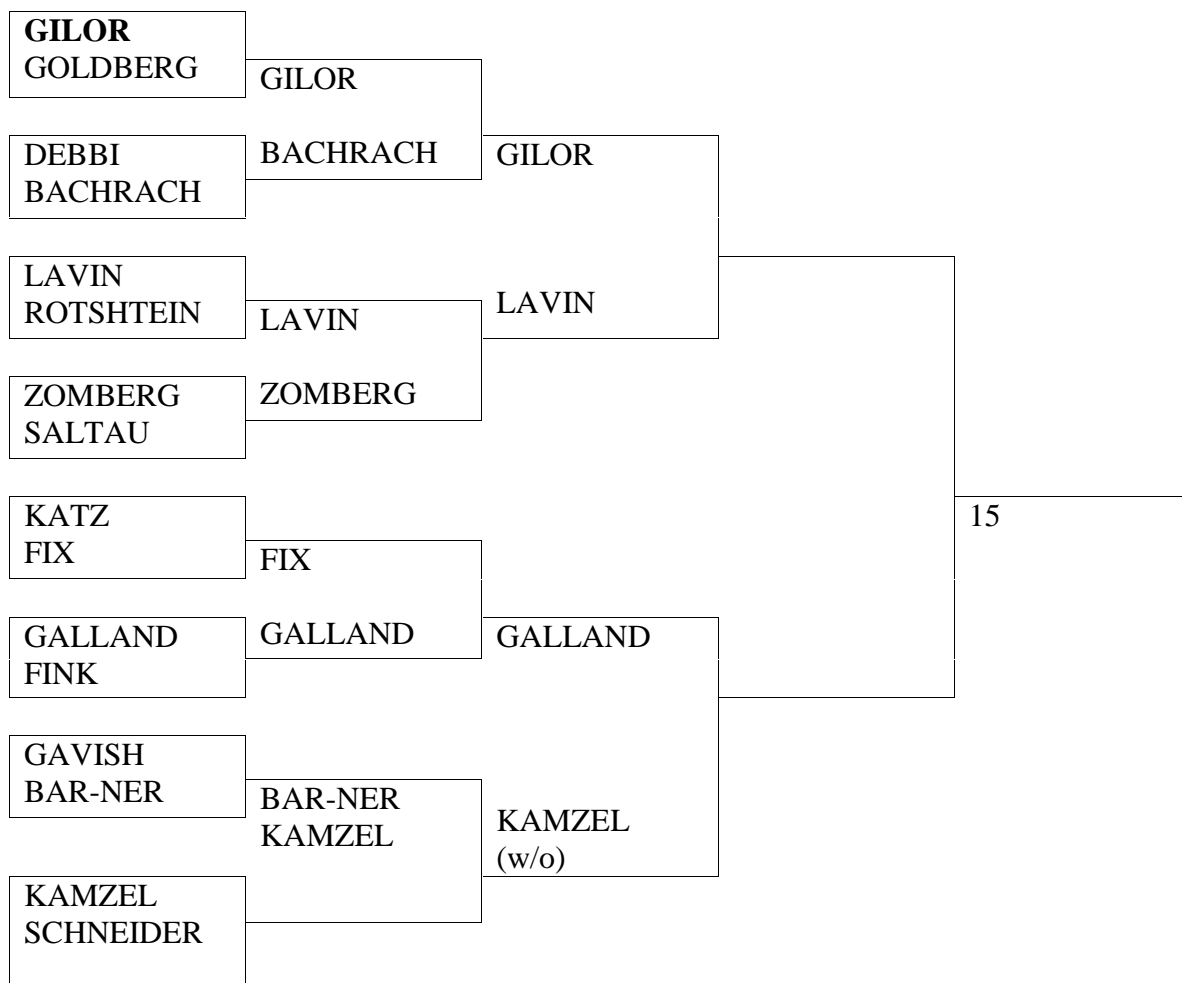 GILOR
GOLDBERG
GILOR
DEBBI
BACHRACH
BACHRACH
GILOR
LAVIN
ROTSHTEIN
LAVIN
LAVIN
ZOMBERG
SALTAU
ZOMBERG
KATZ
FIX
FIX
15
GALLAND
FINK
GALLAND
GALLAND
GAVISH
BAR-NER
BAR-NER
KAMZEL
KAMZEL
(w/o)
KAMZEL
SCHNEIDER